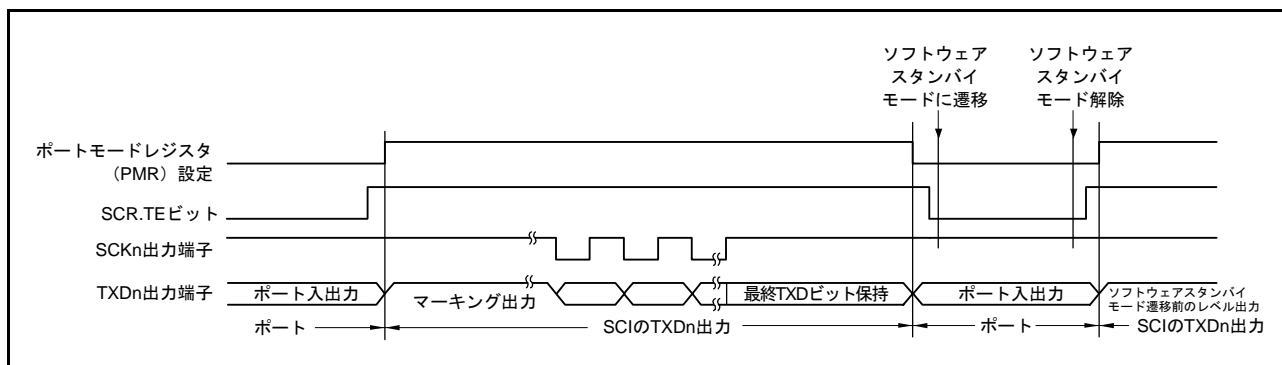 ソフトウェア
スタンバイ
モードに遷移
ソフトウェア
スタンバイ
モード解除
ポートモードレジスタ
（PMR）設定
SCR.TEビット
SCKn出力端子
TXDn出力端子
ポート入出力
マーキング出力
最終TXDビット保持
ポート入出力
ソフトウェアスタンバイ
モード遷移前のレベル出力
ポート
SCIのTXDn出力
ポート
SCIのTXDn出力